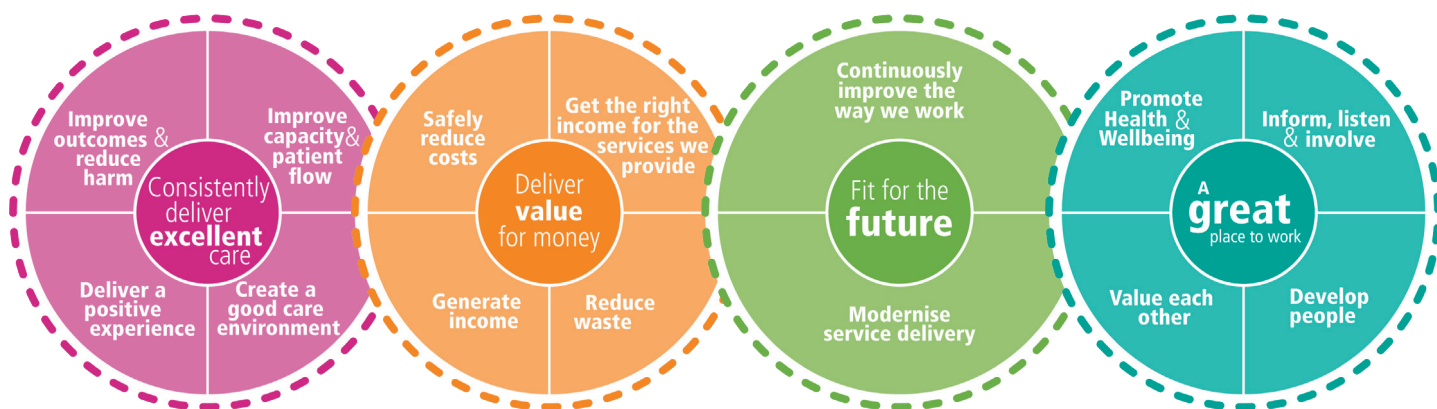 Improve
outcomes &
reduce
harm
Improve
capacity &
patient
flow
Consistently
deliver
excellent
care
Deliver a
positive
experience
Create a
good care
environment
Safely
reduce
costs
Get the right
income for the
services we
provide
Deliver
value
for money
Generate
income
Reduce
waste
Continuously
improve the
way we work
Fit for the
future
Modernise
service delivery
Promote
Health &
Wellbeing
Inform, listen
& involve
A
great
place to work
Value each
other
Develop
people